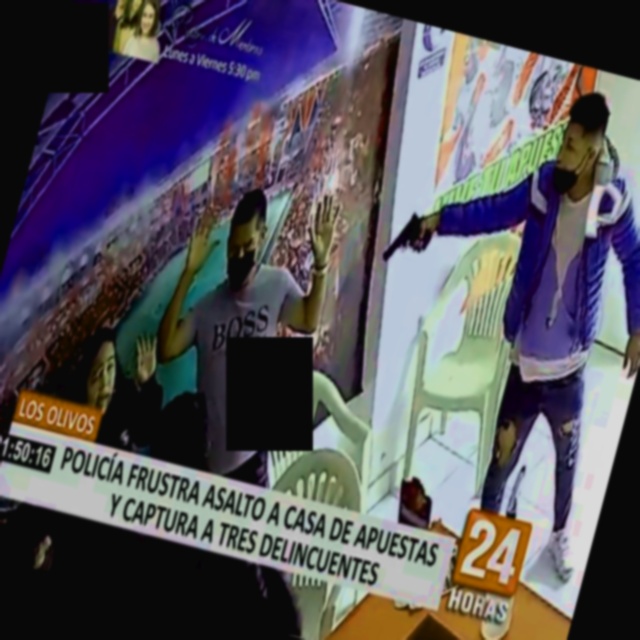 Lunes a Viernes 5:30 pm
BOSS
LOS OLIVOS
1:50:16
POLICÍA FRUSTRA ASALTO A CASA DE APUESTAS
Y CAPTURA A TRES DELINCUENTES
24
HORAS